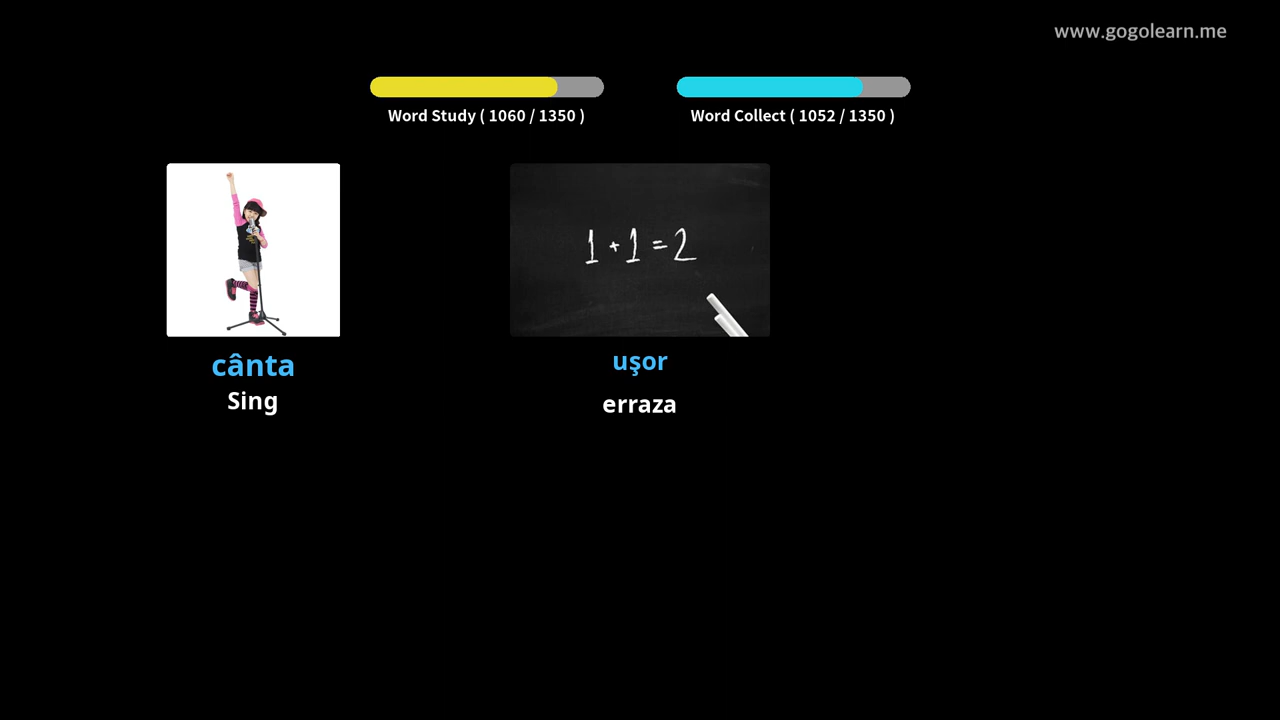 www.gogolearn.me
Word Study ( 1060 / 1350 )
Word Collect ( 1052 / 1350 )
1 + 1 = 2
cânta
Sing
uşor
erraza